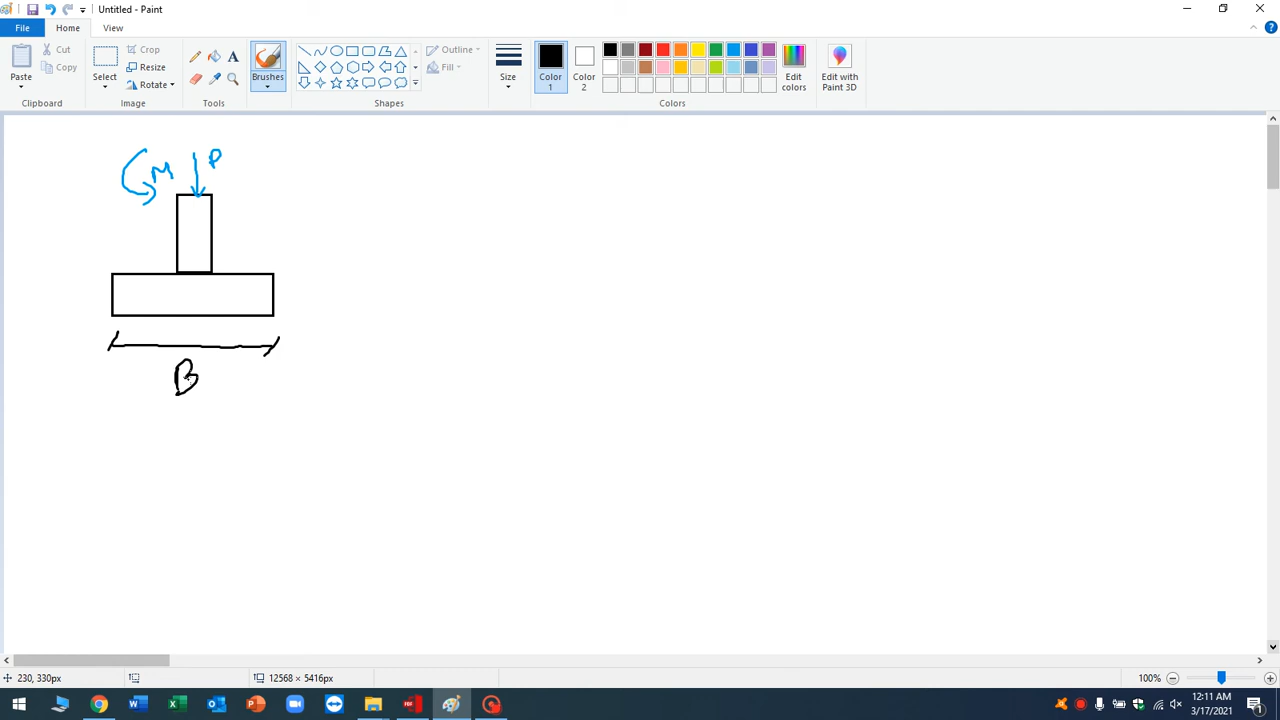 Untitled - Paint
File Home View
Paste Cut Copy Select Crop Resize Rotate Brushes Outline Fill Size Color 1 Color 2 Edit colors Edit with Paint 3D
Clipboard Image Tools Shapes Colors
M P
B
230, 330px 12568 × 5416px 100%
12:11 AM
3/17/2021